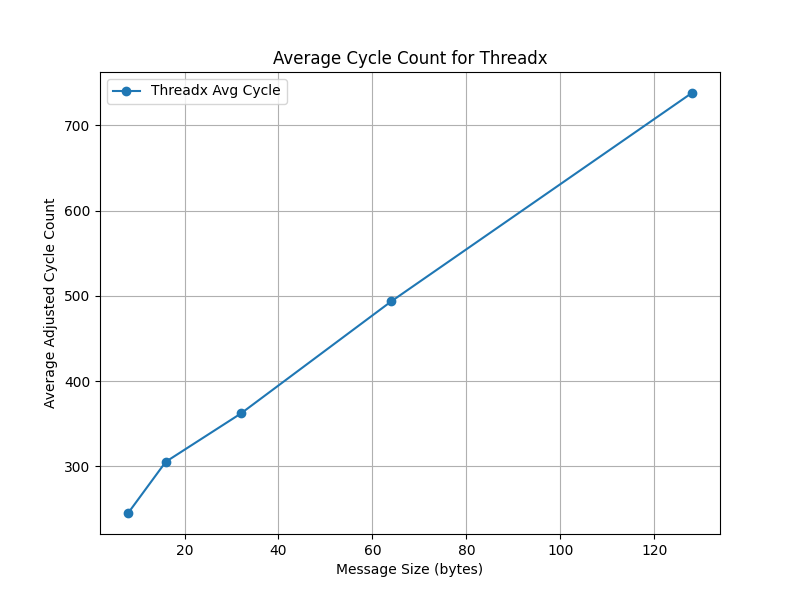 Average Cycle Count for Threadx
Threadx Avg Cycle
Average Adjusted Cycle Count
700
600
500
400
300
20 40 60 80 100 120
Message Size (bytes)